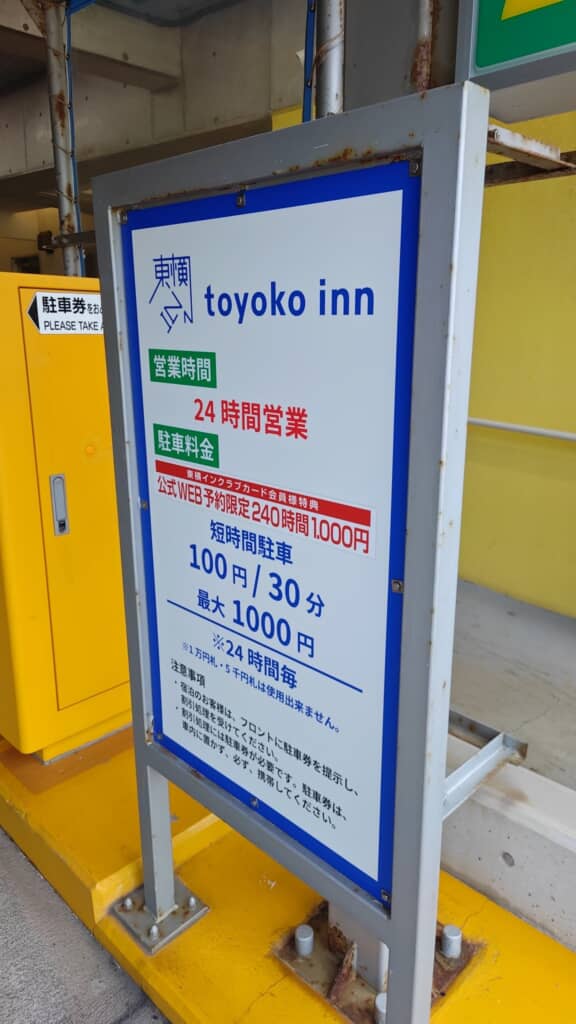 駐車券を
PLEASE TAKE
東横INN toyoko inn
営業時間
24時間営業
駐車料金
東横インクラブカード会員様特典
公式WEB予約限定240時間1,000円
短時間駐車
100円/30分
最大1000円
※24時間毎
※1万円札・5千円札は使用出来ません。
注意事項
・宿泊のお客様は、フロントに駐車券を提示し、
割引処理を受けてください。
・割引処理には駐車券が必要です。駐車券は、
車内に置かず、必ず、携帯してください。